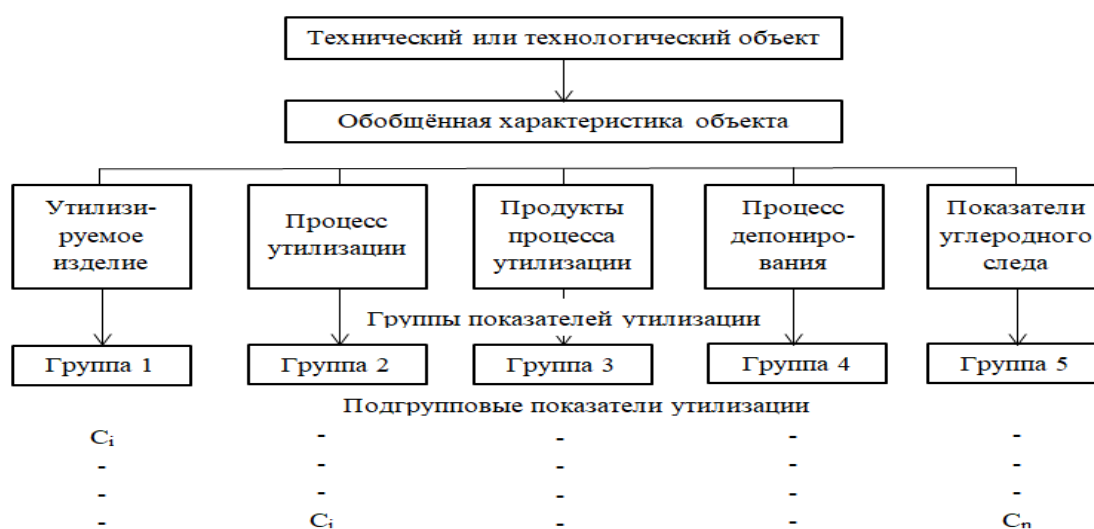 Технический или технологический объект
Обобщённая характеристика объекта
Утилизи-
руемое
изделие
Процесс
утилизации
Продукты
процесса
утилизации
Процесс
депониро-
вания
Показатели
углеродного
следа
Группы показателей утилизации
Группа 1
Группа 2
Группа 3
Группа 4
Группа 5
Подгрупповые показатели утилизации
Ci - - - -
- - - - -
- - - - -
- Cj - - Cn